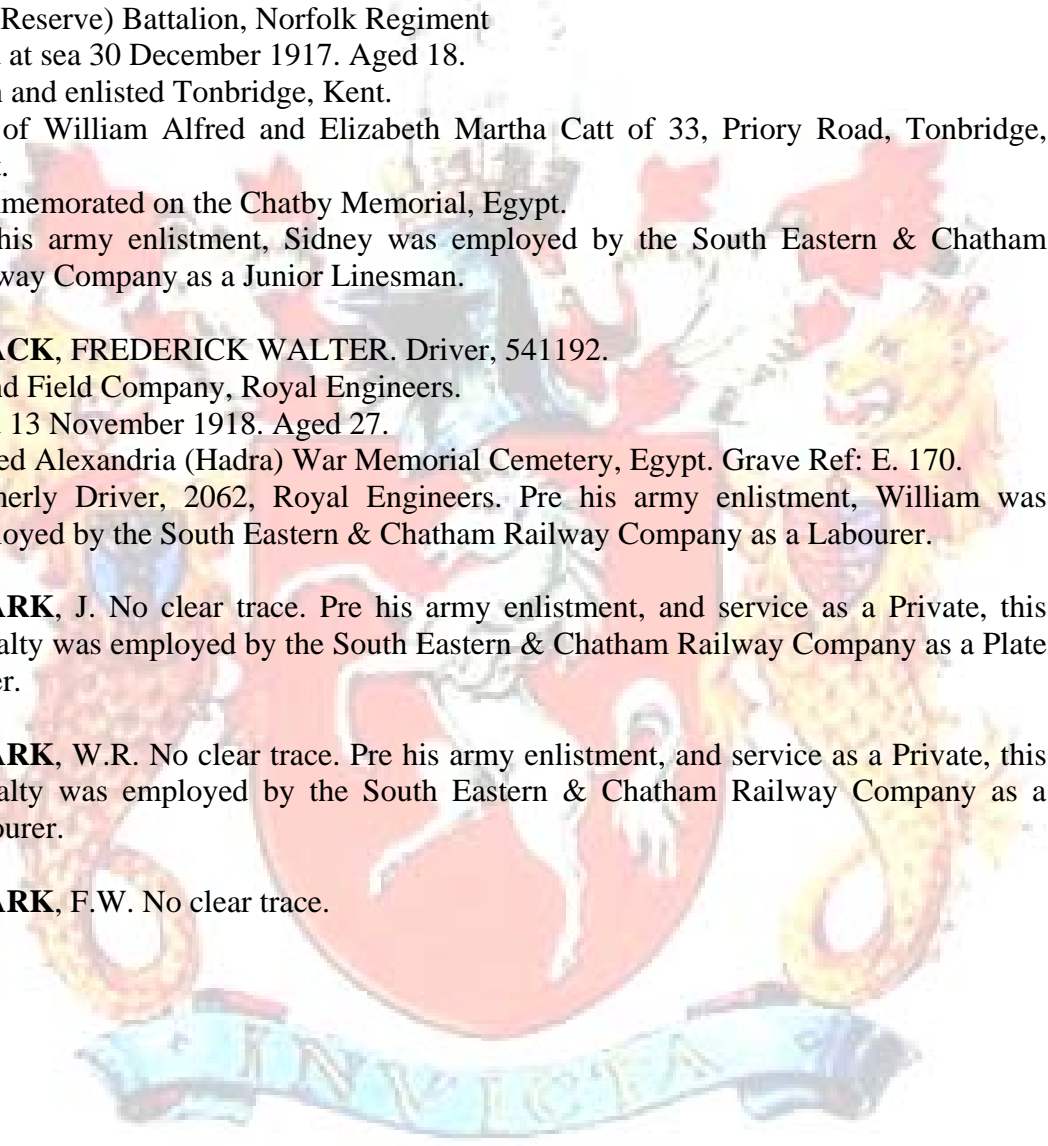 Reserve) Battalion, Norfolk Regiment
at sea 30 December 1917. Aged 18.
and enlisted Tonbridge, Kent.
of William Alfred and Elizabeth Martha Catt of 33, Priory Road, Tonbridge,
memorated on the Chatby Memorial, Egypt.
his army enlistment, Sidney was employed by the South Eastern & Chatham
way Company as a Junior Linesman.
ACK, FREDERICK WALTER. Driver, 541192.
nd Field Company, Royal Engineers.
13 November 1918. Aged 27.
ed Alexandria (Hadra) War Memorial Cemetery, Egypt. Grave Ref: E. 170.
merly Driver, 2062, Royal Engineers. Pre his army enlistment, William was
loyed by the South Eastern & Chatham Railway Company as a Labourer.
ARK, J. No clear trace. Pre his army enlistment, and service as a Private, this
alty was employed by the South Eastern & Chatham Railway Company as a Plate
er.
ARK, W.R. No clear trace. Pre his army enlistment, and service as a Private, this
alty was employed by the South Eastern & Chatham Railway Company as a
ourer.
ARK, F.W. No clear trace.
INVICTA